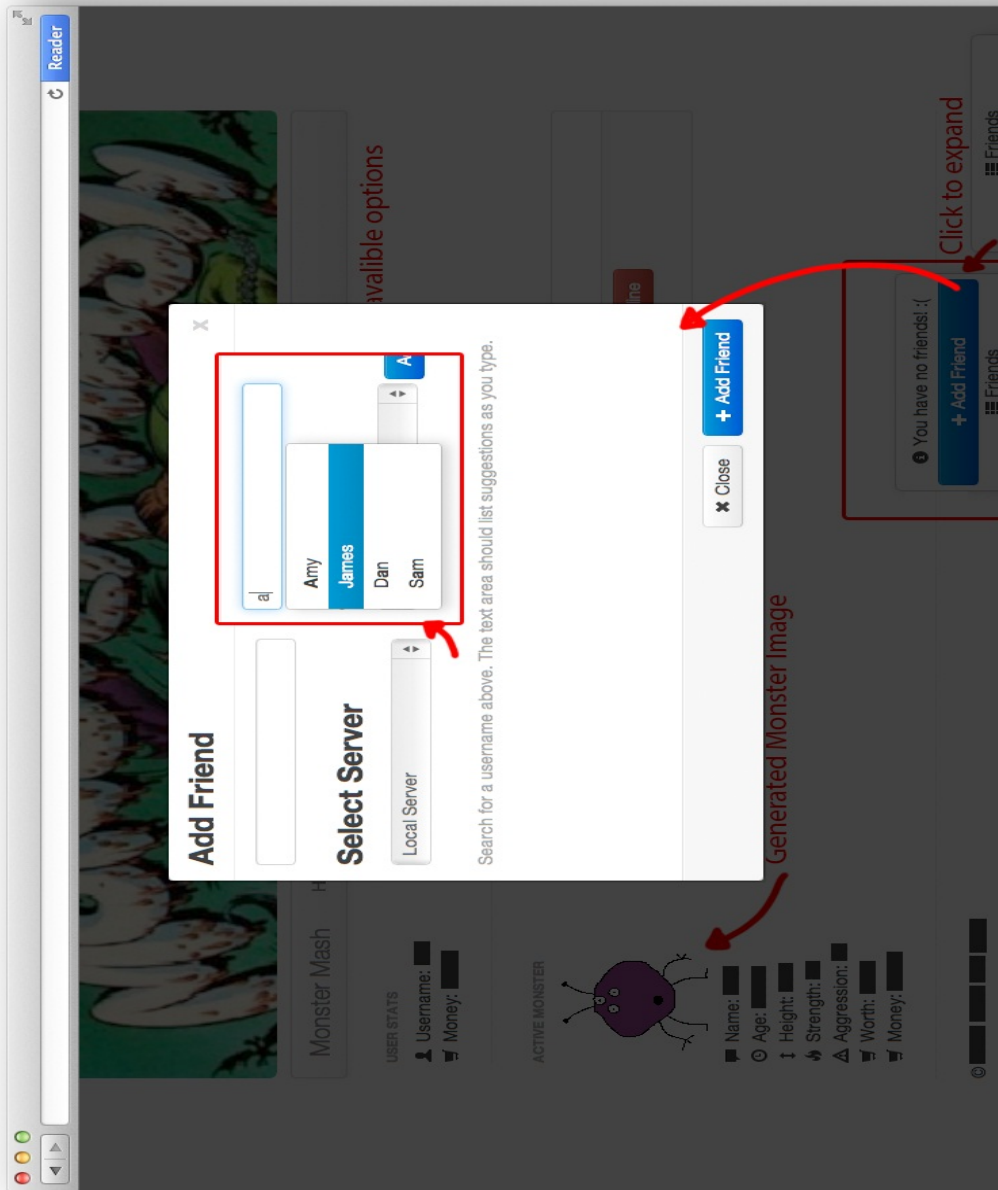 Reader
Monster Mash
H
USER STATS
Username:
Money:
avalible options
ACTIVE MONSTER
Name:
Age:
Height:
Strength:
Aggression:
Worth:
Money:
Generated Monster Image
line
Add Friend
X
a
Amy
James
Dan
Sam
Select Server
Local Server
Search for a username above. The text area should list suggestions as you type.
Close
+ Add Friend
Click to expand
You have no friends! :(
+ Add Friend
Friends
Friends
©